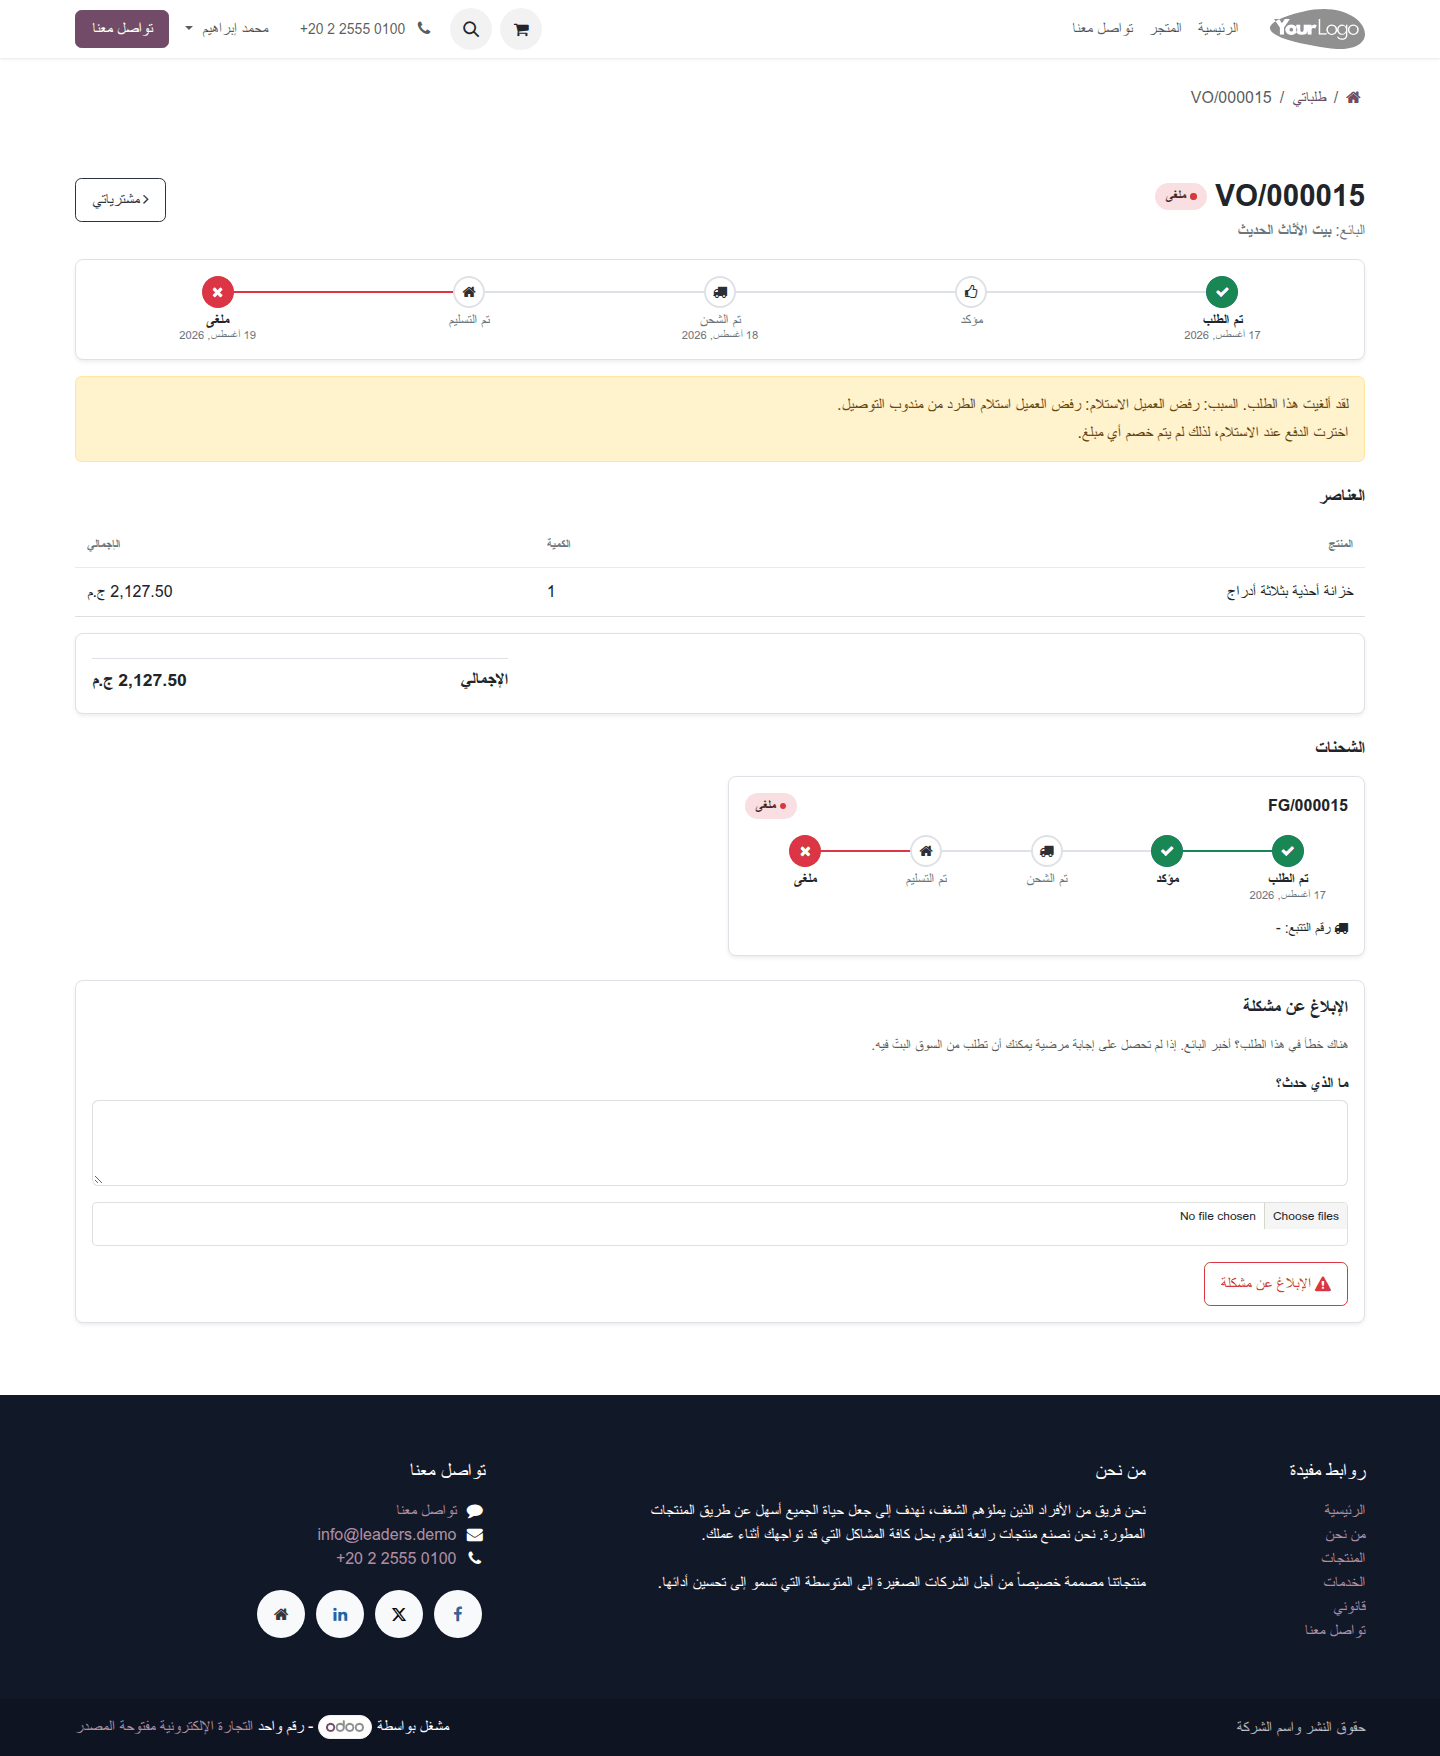 YourLogo
الرئيسية
المتجر
تواصل معنا
+20 2 2555 0100
محمد إبراهيم
تواصل معنا
/ طلباتي / VO/000015
VO/000015
ملغى
البائع: بيت الأثاث الحديث
مشترياتي
تم الطلب
17 أغسطس, 2026
مؤكد
تم الشحن
18 أغسطس, 2026
تم التسليم
ملغى
19 أغسطس, 2026
لقد ألغيت هذا الطلب. السبب: رفض العميل الاستلام: رفض العميل استلام الطرد من مندوب التوصيل.
اخترت الدفع عند الاستلام، لذلك لم يتم خصم أي مبلغ.
العناصر
المنتج الكمية الإجمالي
خزانة أحذية بثلاثة أدراج 1 2,127.50 ج.م
الإجمالي 2,127.50 ج.م
الشحنات
FG/000015
ملغى
تم الطلب
17 أغسطس, 2026
مؤكد
تم الشحن
تم التسليم
ملغى
رقم التتبع: -
الإبلاغ عن مشكلة
هناك خطأ في هذا الطلب؟ أخبر البائع. إذا لم تحصل على إجابة مرضية يمكنك أن تطلب من السوق البتّ فيه.
ما الذي حدث؟
Choose files No file chosen
الإبلاغ عن مشكلة
روابط مفيدة
الرئيسية
من نحن
المنتجات
الخدمات
قانوني
تواصل معنا
من نحن
نحن فريق من الأفراد الذين يملؤهم الشغف، نهدف إلى جعل حياة الجميع أسهل عن طريق المنتجات
المطورة. نحن نصنع منتجات رائعة لنقوم بحل كافة المشاكل التي قد تواجهك أثناء عملك.
منتجاتنا مصممة خصيصاً من أجل الشركات الصغيرة إلى المتوسطة التي تسمو إلى تحسين أدائها.
تواصل معنا
تواصل معنا
info@leaders.demo
+20 2 2555 0100
حقوق النشر واسم الشركة
مشغل بواسطة odoo - رقم واحد التجارة الإلكترونية مفتوحة المصدر